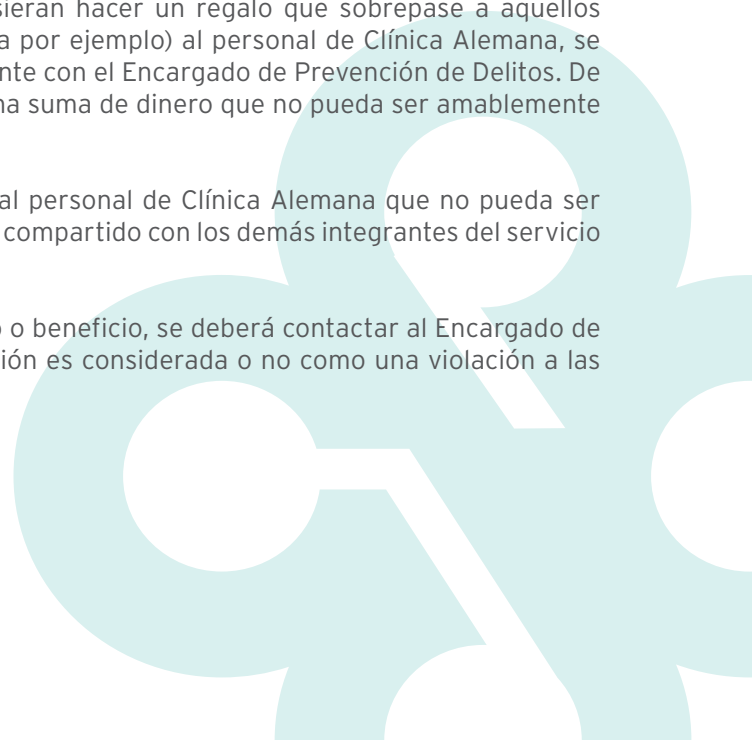 sieran hacer un regalo que sobrepase a aquellos
a por ejemplo) al personal de Clínica Alemana, se
nte con el Encargado de Prevención de Delitos. De
na suma de dinero que no pueda ser amablemente
al personal de Clínica Alemana que no pueda ser
compartido con los demás integrantes del servicio
o o beneficio, se deberá contactar al Encargado de
ión es considerada o no como una violación a las